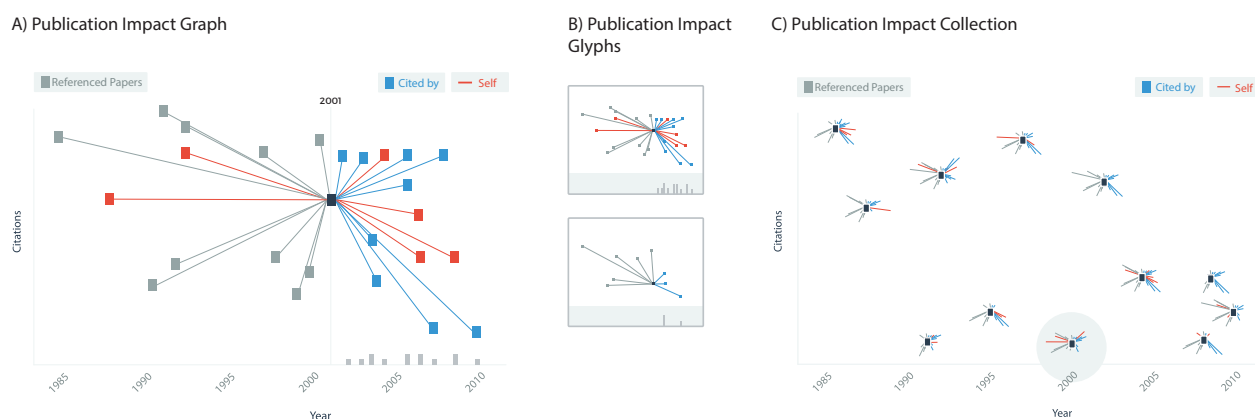 A) Publication Impact Graph
Referenced Papers
Cited by
Self
2001
Citations
1985
1990
1995
2000
2005
2010
Year
B) Publication Impact
Glyphs
C) Publication Impact Collection
Referenced Papers
Cited by
Self
Citations
1985
1990
1995
2000
2005
2010
Year